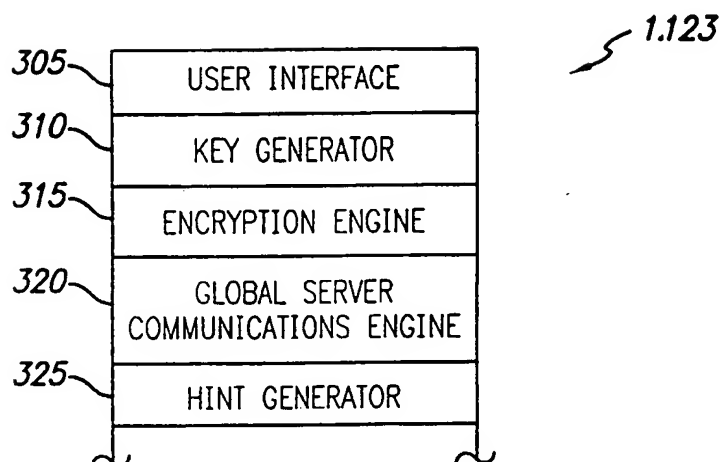 1.123
305 USER INTERFACE
310 KEY GENERATOR
315 ENCRYPTION ENGINE
320 GLOBAL SERVER
COMMUNICATIONS ENGINE
325 HINT GENERATOR